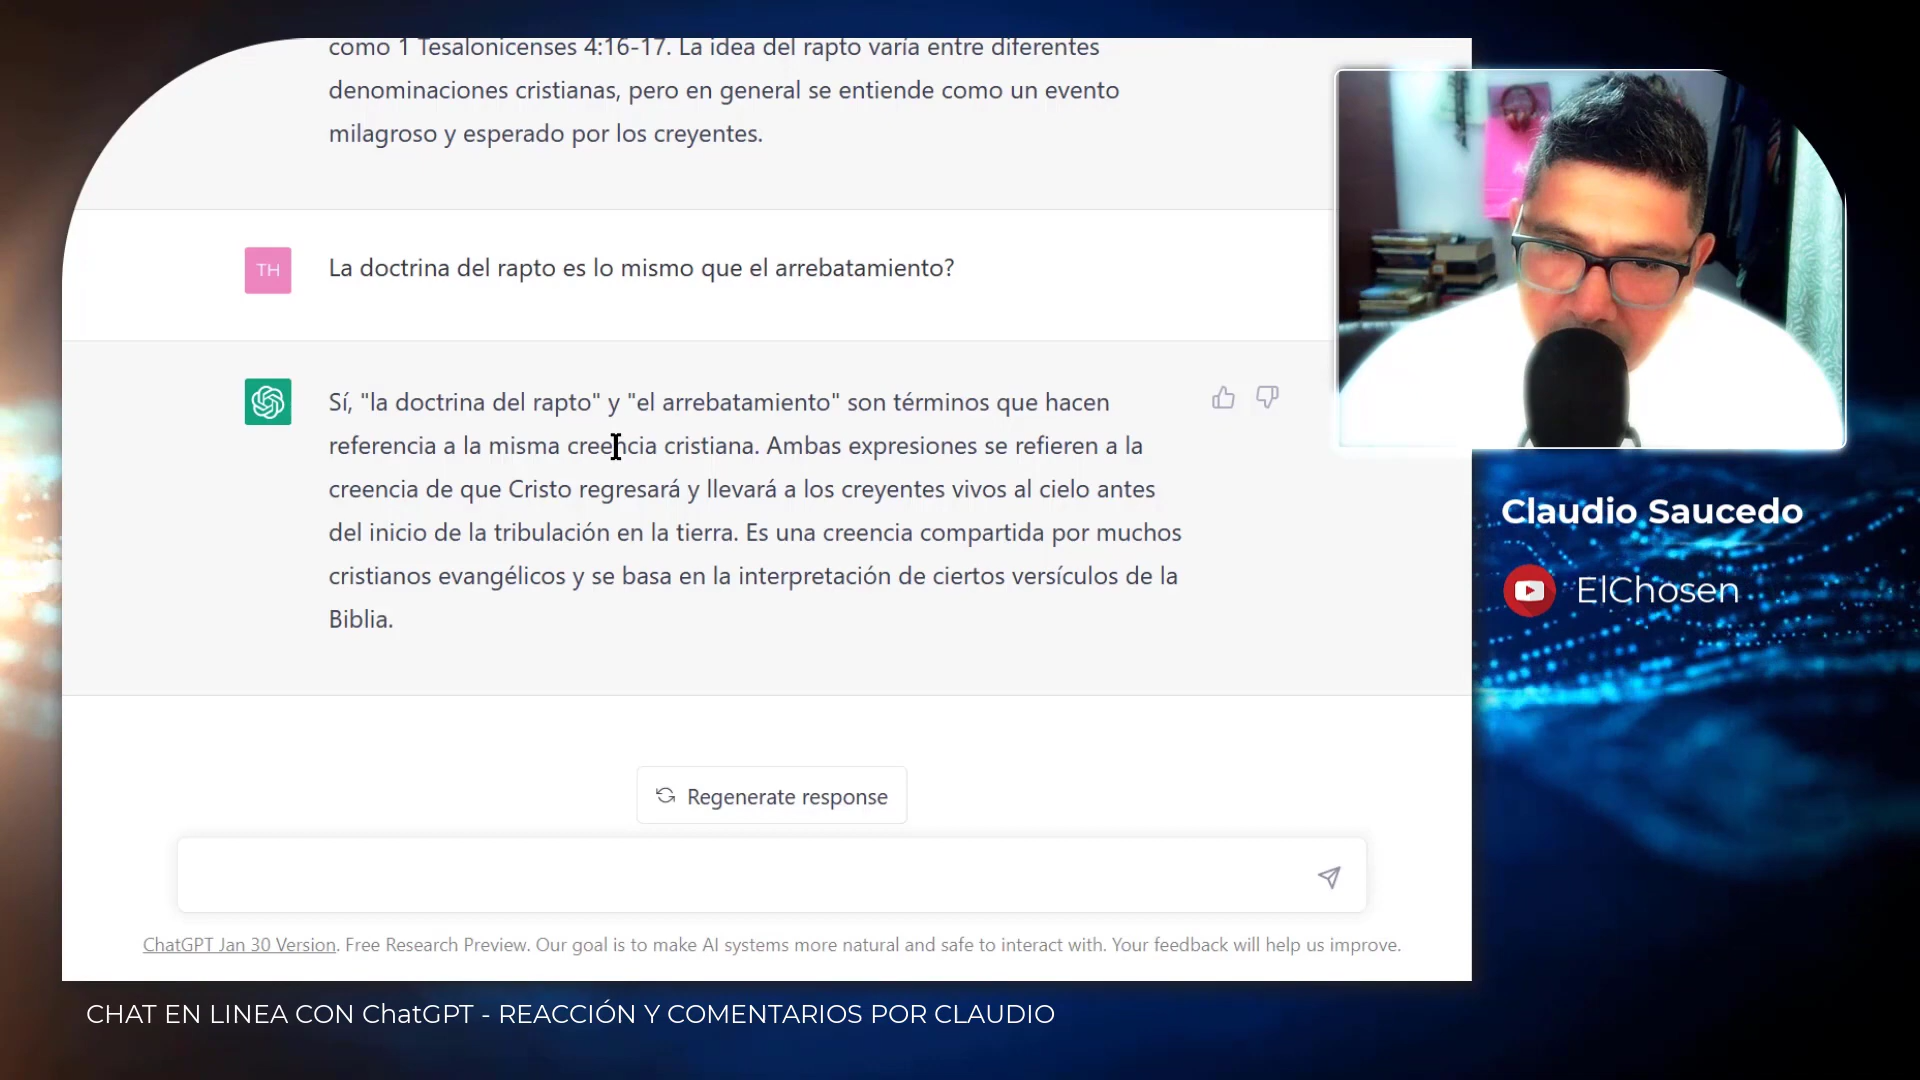 como 1 Tesalonicenses 4:16-17. La idea del rapto varía entre diferentes
denominaciones cristianas, pero en general se entiende como un evento
milagroso y esperado por los creyentes.
TH
La doctrina del rapto es lo mismo que el arrebatamiento?
Sí, "la doctrina del rapto" y "el arrebatamiento" son términos que hacen
referencia a la misma creencia cristiana. Ambas expresiones se refieren a la
creencia de que Cristo regresará y llevará a los creyentes vivos al cielo antes
del inicio de la tribulación en la tierra. Es una creencia compartida por muchos
cristianos evangélicos y se basa en la interpretación de ciertos versículos de la
Biblia.
Regenerate response
ChatGPT Jan 30 Version. Free Research Preview. Our goal is to make AI systems more natural and safe to interact with. Your feedback will help us improve.
Claudio Saucedo
ElChosen
CHAT EN LINEA CON ChatGPT - REACCIÓN Y COMENTARIOS POR CLAUDIO